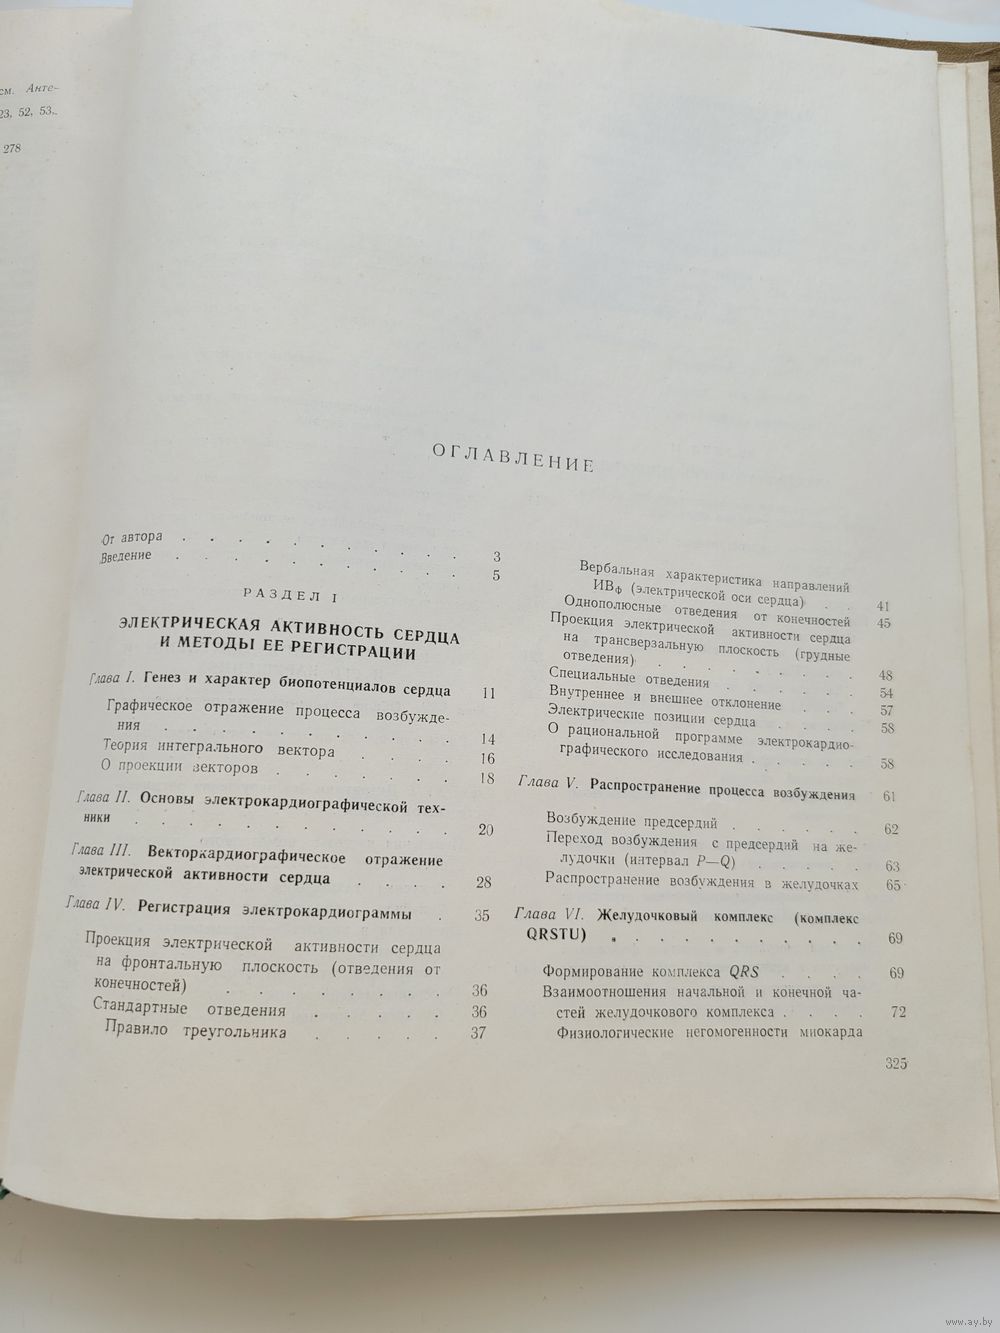 см. Анте-
23, 52, 53,
278
ОГЛАВЛЕНИЕ
От автора . . . . . . . . . . 3
Введение . . . . . . . . . . 5
РАЗДЕЛ I
ЭЛЕКТРИЧЕСКАЯ АКТИВНОСТЬ СЕРДЦА
И МЕТОДЫ ЕЕ РЕГИСТРАЦИИ
Глава I. Генез и характер биопотенциалов сердца 11
Графическое отражение процесса возбужде-
ния . . . . . . . . . . 14
Теория интегрального вектора . . . . 16
О проекции векторов . . . . . . 18
Глава II. Основы электрокардиографической тех-
ники . . . . . . . . . . . 20
Глава III. Векторкардиографическое отражение
электрической активности сердца . . . . 28
Глава IV. Регистрация электрокардиограммы . 35
Проекция электрической активности сердца
на фронтальную плоскость (отведения от
конечностей) . . . . . . . 36
Стандартные отведения . . . . . 36
Правило треугольника . . . . . 37
Вербальная характеристика направлений
ИВф (электрической оси сердца) . . 41
Однополюсные отведения от конечностей 45
Проекция электрической активности сердца
на трансверзальную плоскость (грудные
отведения) . . . . . . . . 48
Специальные отведения . . . . . . 54
Внутреннее и внешнее отклонение . . . 57
Электрические позиции сердца . . . . 58
О рациональной программе электрокардио-
графического исследования . . . . . 58
Глава V. Распространение процесса возбуждения 61
Возбуждение предсердий . . . . . . 62
Переход возбуждения с предсердий на же-
лудочки (интервал P—Q) . . . . . 63
Распространение возбуждения в желудочках 65
Глава VI. Желудочковый комплекс (комплекс
QRSTU) . . . . . . . . . . . 69
Формирование комплекса QRS . . . . 69
Взаимоотношения начальной и конечной ча-
стей желудочкового комплекса . . . . 72
Физиологические негомогенности миокарда
325
www.ay.by